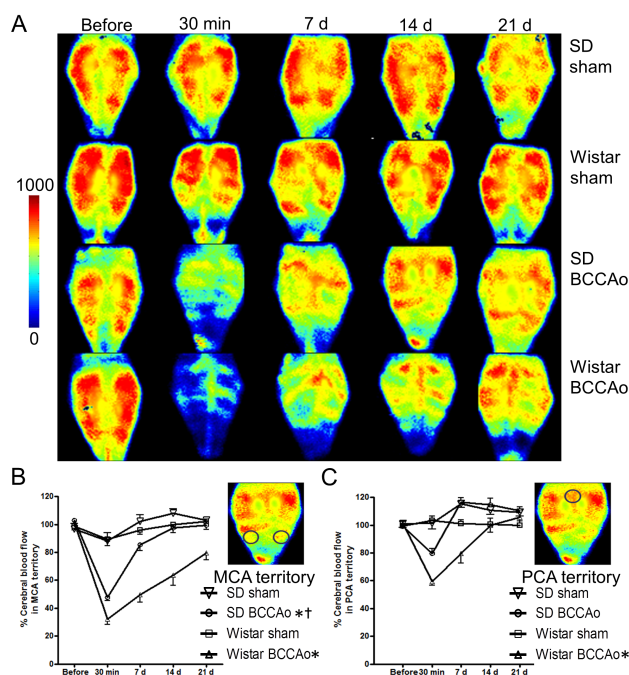 A
Before 30 min 7 d 14 d 21 d
SD
sham
Wistar
sham
1000
0
SD
BCCAo
Wistar
BCCAo
B
% Cerebral blood flow
in MCA territory
120
100
80
60
40
20
0
Before 30 min 7 d 14 d 21 d
MCA territory
SD sham
SD BCCAo *†
Wistar sham
Wistar BCCAo*
C
% Cerebral blood flow
in PCA territory
120
100
80
60
40
20
0
Before 30 min 7 d 14 d 21 d
PCA territory
SD sham
SD BCCAo
Wistar sham
Wistar BCCAo*